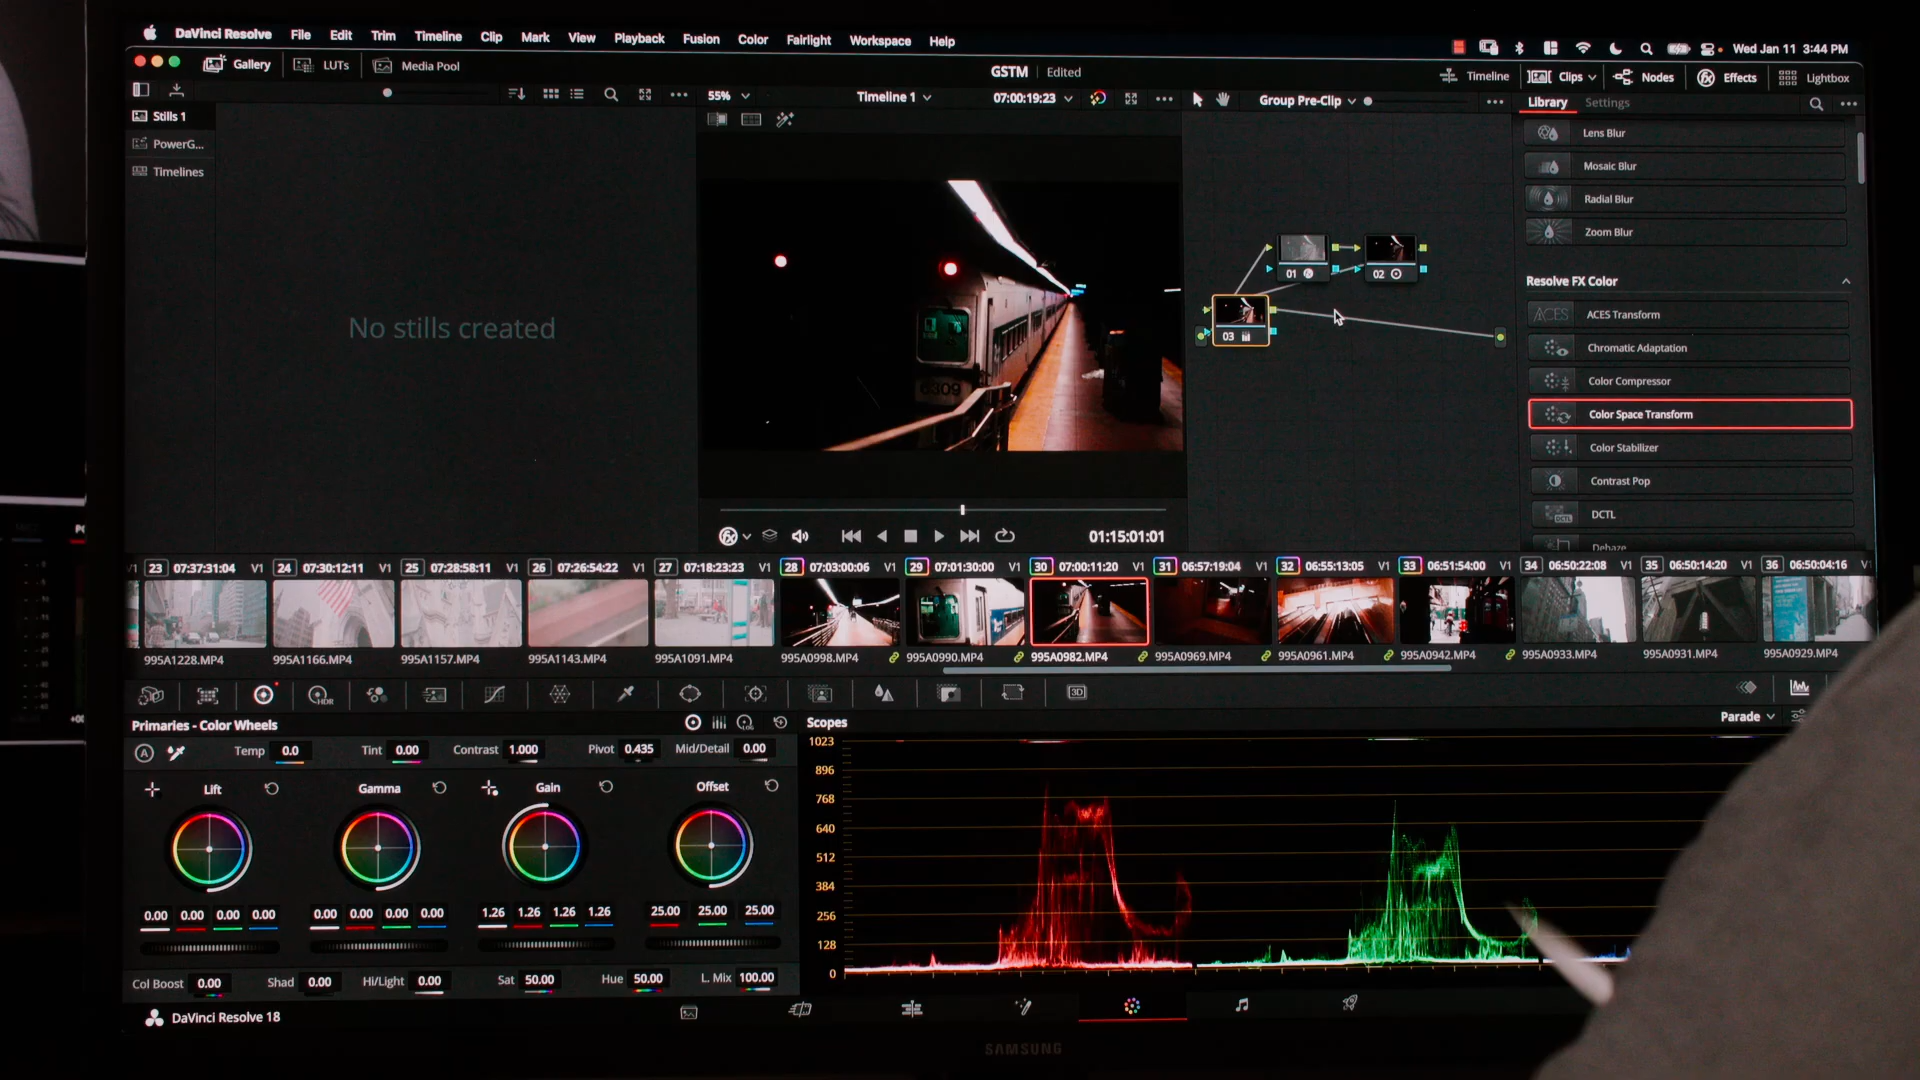 DaVinci Resolve File Edit Trim Timeline Clip Mark View Playback Fusion Color Fairlight Workspace Help Wed Jan 11 3:44 PM
Gallery LUTs Media Pool GSTM Edited Timeline Clips Nodes Effects Lightbox
55% Timeline 1 07:00:19:23 Group Pre-Clip Library Settings
Stills 1
PowerG...
Timelines
No stills created
6309
01 02
03
Lens Blur
Mosaic Blur
Radial Blur
Zoom Blur
Resolve FX Color
ACES ACES Transform
Chromatic Adaptation
Color Compressor
Color Space Transform
Color Stabilizer
Contrast Pop
DCTL DCTL
Dehaze
01:15:01:01
V1 23 07:37:31:04 V1 24 07:30:12:11 V1 25 07:28:58:11 V1 26 07:26:54:22 V1 27 07:18:23:23 V1 28 07:03:00:06 V1 29 07:01:30:00 V1 30 07:00:11:20 V1 31 06:57:19:04 V1 32 06:55:13:05 V1 33 06:51:54:00 V1 34 06:50:22:08 V1 35 06:50:14:20 V1 36 06:50:04:16 V1
995A1228.MP4 995A1166.MP4 995A1157.MP4 995A1143.MP4 995A1091.MP4 995A0998.MP4 995A0990.MP4 995A0982.MP4 995A0969.MP4 995A0961.MP4 995A0942.MP4 995A0933.MP4 995A0931.MP4 995A0929.MP4
HDR 3D
Primaries - Color Wheels LOG Scopes Parade
A Temp 0.0 Tint 0.00 Contrast 1.000 Pivot 0.435 Mid/Detail 0.00
Lift Gamma Gain Offset
0.00 0.00 0.00 0.00 0.00 0.00 0.00 0.00 1.26 1.26 1.26 1.26 25.00 25.00 25.00
Col Boost 0.00 Shad 0.00 Hi/Light 0.00 Sat 50.00 Hue 50.00 L. Mix 100.00
1023
896
768
640
512
384
256
128
0
DaVinci Resolve 18
SAMSUNG